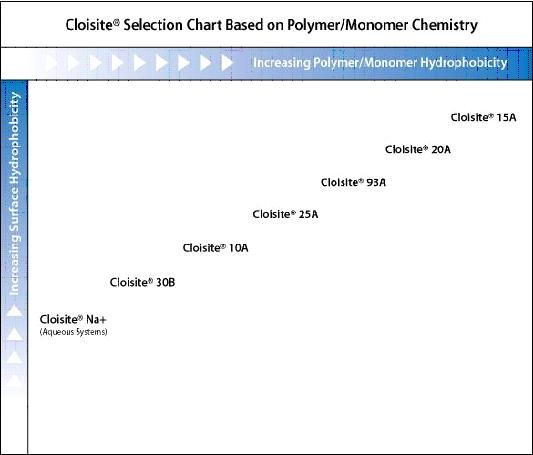 Cloisite® Selection Chart Based on Polymer/Monomer Chemistry
Increasing Polymer/Monomer Hydrophobicity
Increasing Surface Hydrophobicity
Cloisite® 15A
Cloisite® 20A
Cloisite® 93A
Cloisite® 25A
Cloisite® 10A
Cloisite® 30B
Cloisite® Na+
(Aqueous Systems)